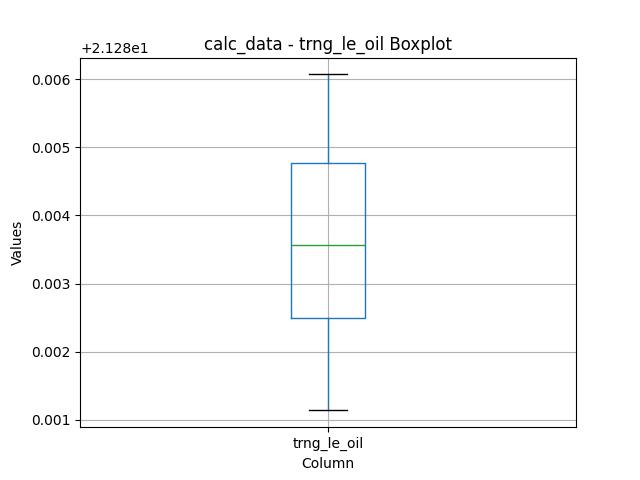 calc_data - trng_le_oil Boxplot
+2.128e1
0.006
0.005
0.004
0.003
0.002
0.001
Values
trng_le_oil
Column